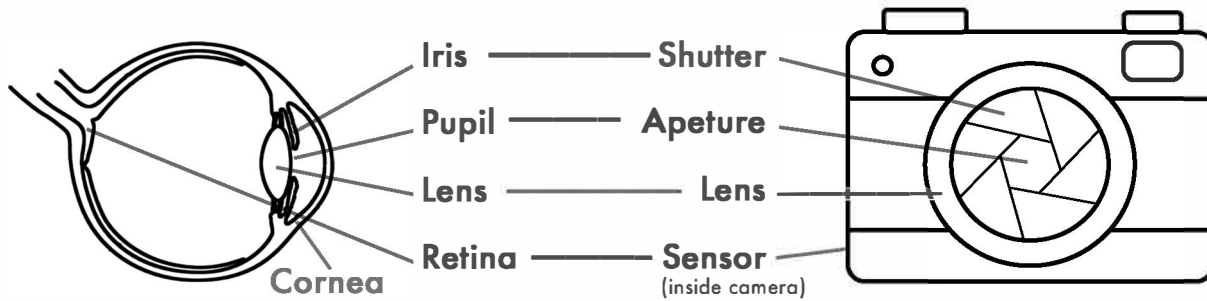 Iris Shutter
Pupil Apeture
Lens Lens
Retina Sensor
(inside camera)
Cornea